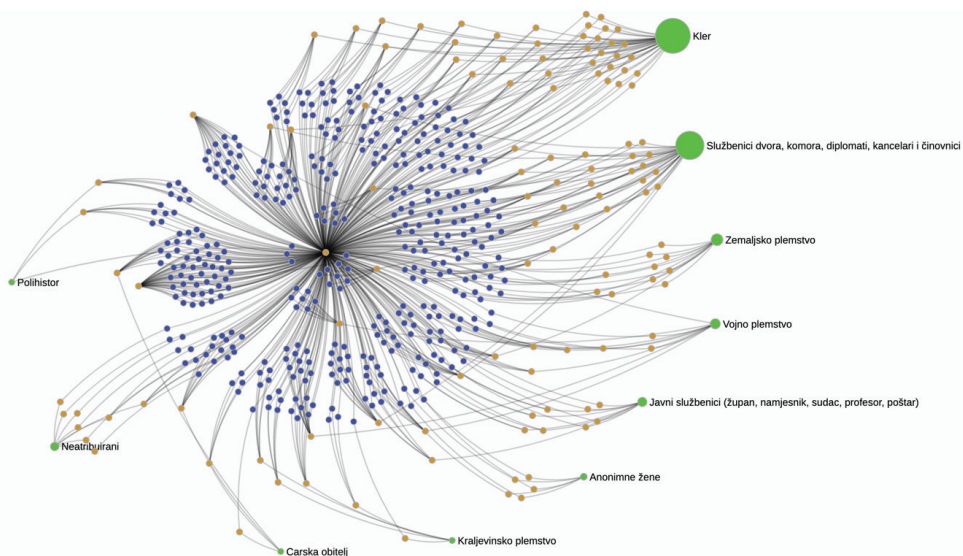 Kler
Službenici dvora, komora, diplomati, kancelari i činovnici
Zemaljsko plemstvo
Polihistor
Vojno plemstvo
Javni službenici (župan, namjesnik, sudac, profesor, poštar)
Neatribuirani
Anonimne žene
Kraljevinsko plemstvo
Carska obitelj